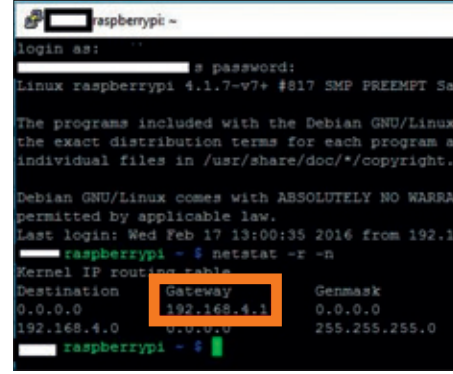 raspberrypi: ~
login as:
s password:
Linux raspberrypi 4.1.7-v7+ #817 SMP PREEMPT Sa
The programs included with the Debian GNU/Linux
the exact distribution terms for each program a
individual files in /usr/share/doc/*/copyright.
Debian GNU/Linux comes with ABSOLUTELY NO WARRA
permitted by applicable law.
Last login: Wed Feb 17 13:00:35 2016 from 192.1
raspberrypi ~ $ netstat -r -n
Kernel IP routing table
Destination Gateway Genmask
0.0.0.0 192.168.4.1 0.0.0.0
192.168.4.0 0.0.0.0 255.255.255.0
raspberrypi ~ $